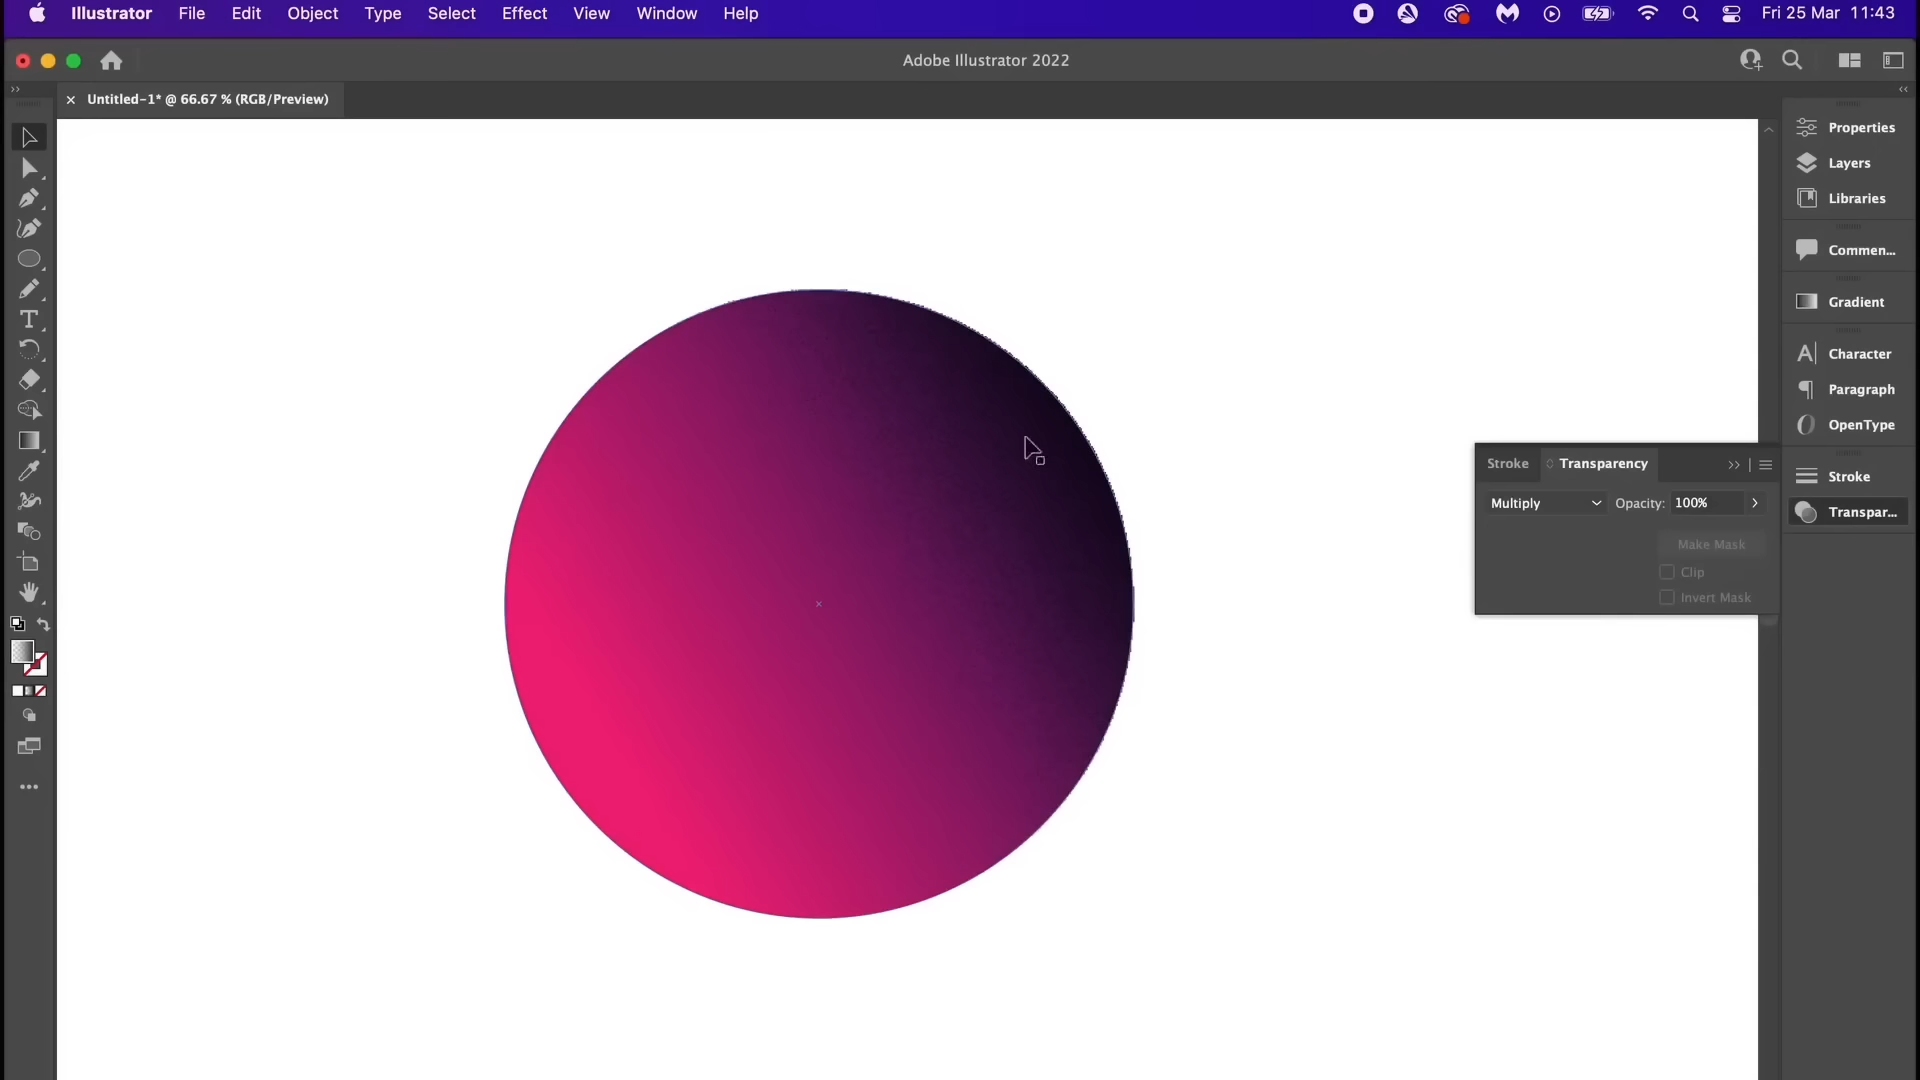 Illustrator File Edit Object Type Select Effect View Window Help Fri 25 Mar 11:43
Adobe Illustrator 2022
Untitled-1* @ 66.67 % (RGB/Preview)
Properties
Layers
Libraries
Commen...
Gradient
Character
Paragraph
OpenType
Stroke
Transpar...
Stroke Transparency
Multiply Opacity: 100%
Make Mask
Clip
Invert Mask